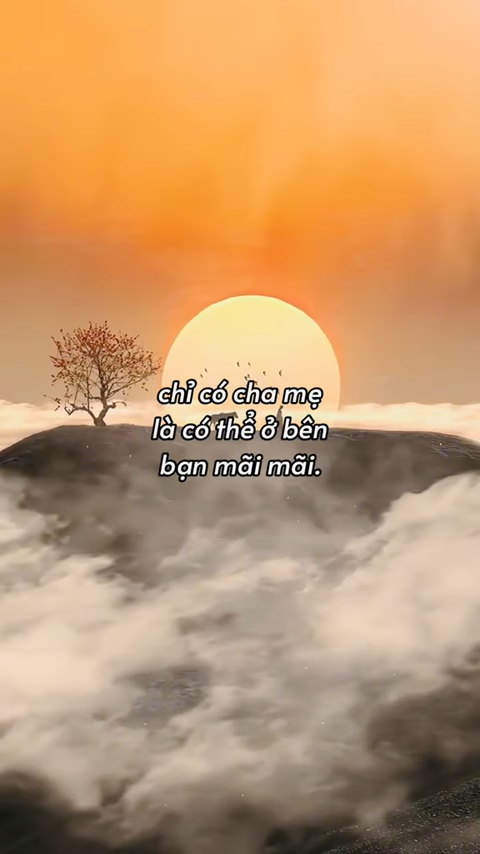 chỉ có cha mẹ
là có thể ở bên
bạn mãi mãi.